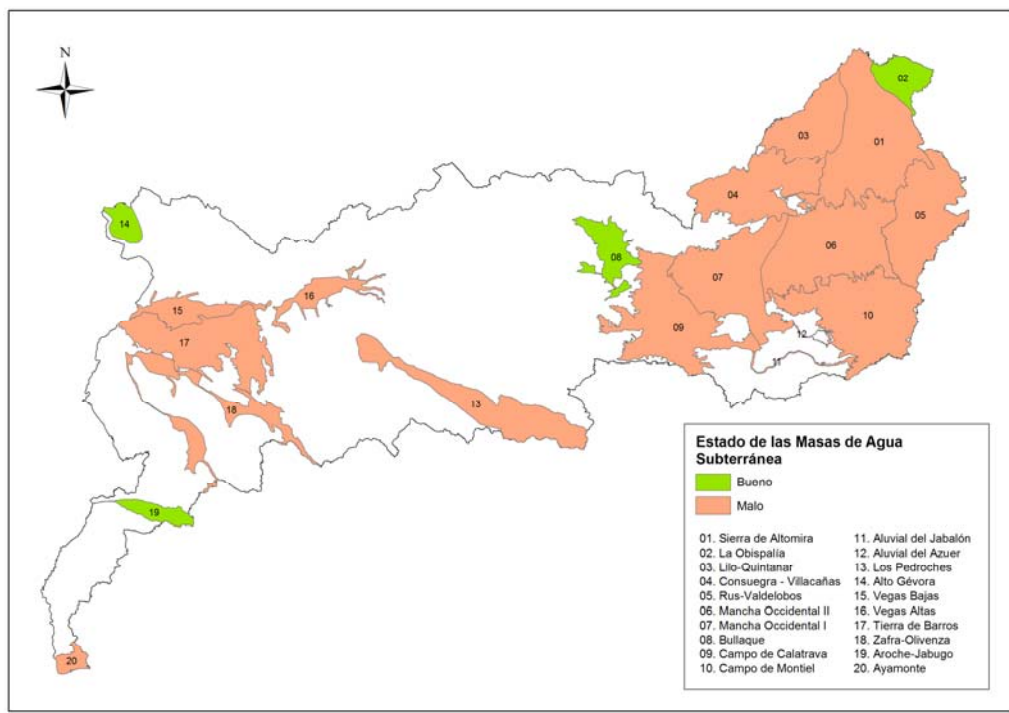 N
02
03
01
04
05
14
08
06
07
16
15
10
09
12
17
11
13
18
19
20
Estado de las Masas de Agua
Subterránea
Bueno
Malo
01. Sierra de Altomira
02. La Obispalía
03. Lilo-Quintanar
04. Consuegra - Villacañas
05. Rus-Valdelobos
06. Mancha Occidental II
07. Mancha Occidental I
08. Bullaque
09. Campo de Calatrava
10. Campo de Montiel
11. Aluvial del Jabalón
12. Aluvial del Azuer
13. Los Pedroches
14. Alto Gévora
15. Vegas Bajas
16. Vegas Altas
17. Tierra de Barros
18. Zafra-Olivenza
19. Aroche-Jabugo
20. Ayamonte